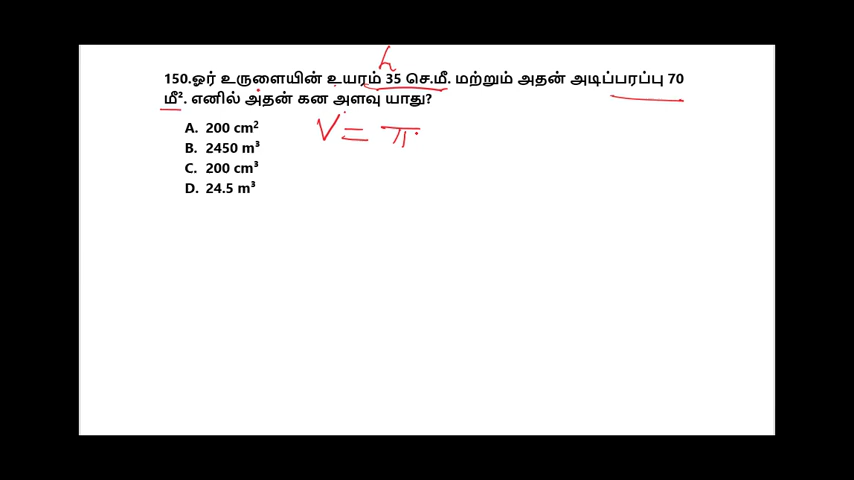 h
150.ஓர் உருளையின் உயரம் 35 செ.மீ. மற்றும் அதன் அடிப்பரப்பு 70
மீ². எனில் அதன் கன அளவு யாது?
A. 200 cm²
V = π
B. 2450 m³
C. 200 cm³
D. 24.5 m³